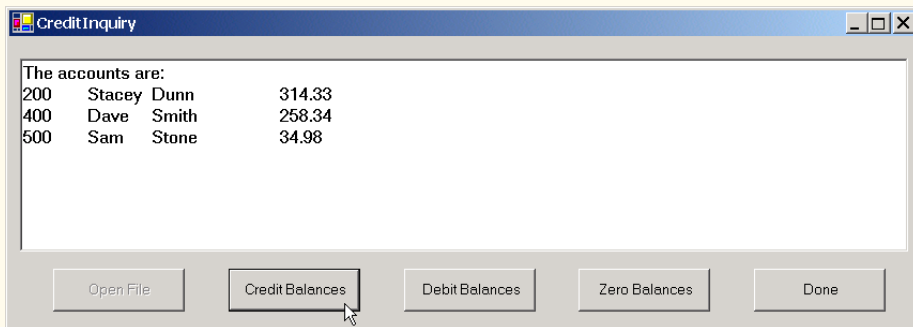 CreditInquiry
The accounts are:
200 Stacey Dunn 314.33
400 Dave Smith 258.34
500 Sam Stone 34.98
Open File Credit Balances Debit Balances Zero Balances Done